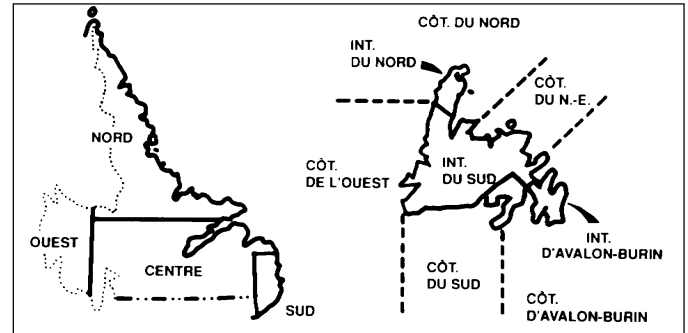 NORD
OUEST
CENTRE
SUD
CÔT. DU NORD
INT.
DU NORD
CÔT.
DU N.-E.
CÔT.
DE L'OUEST
INT.
DU SUD
INT.
D'AVALON-BURIN
CÔT.
DU SUD
CÔT.
D'AVALON-BURIN